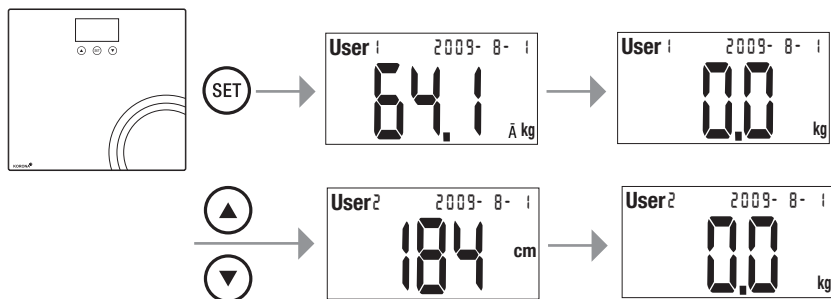 SET
KORONA
SET
User 1 2009- 8- 1
64.1 Ā kg
User 1 2009- 8- 1
0.0 kg
User 2 2009- 8- 1
184 cm
User 2 2009- 8- 1
0.0 kg